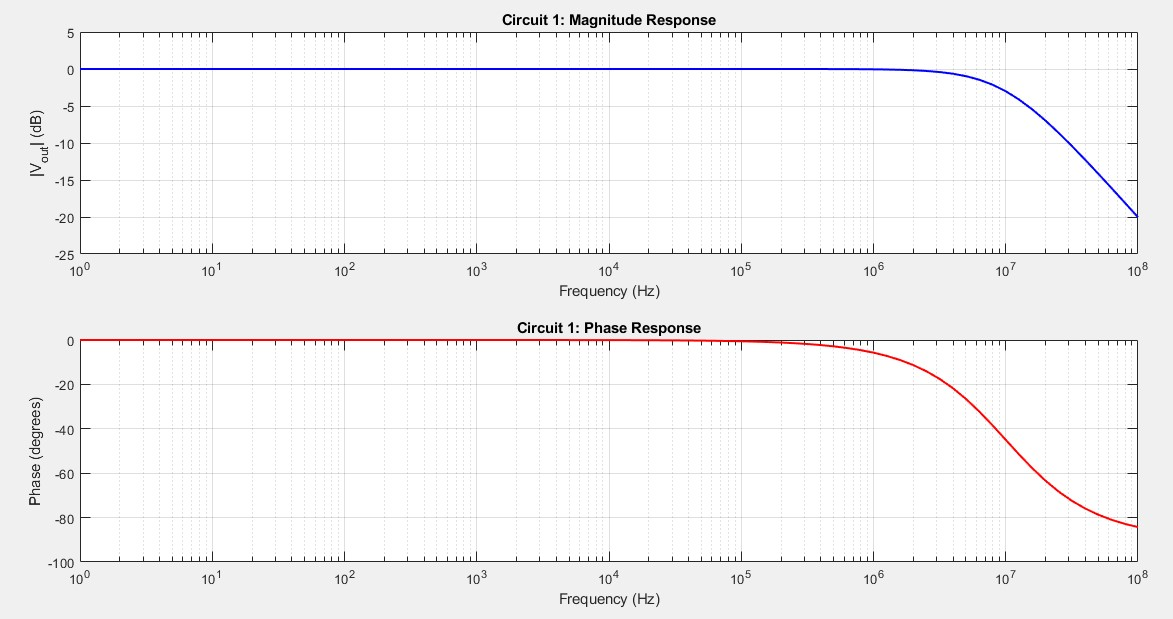 Circuit 1: Magnitude Response
5
0
-5
-10
-15
-20
-25
|V_out| (dB)
10^0 10^1 10^2 10^3 10^4 10^5 10^6 10^7 10^8
Frequency (Hz)
Circuit 1: Phase Response
0
-20
-40
-60
-80
-100
Phase (degrees)
10^0 10^1 10^2 10^3 10^4 10^5 10^6 10^7 10^8
Frequency (Hz)